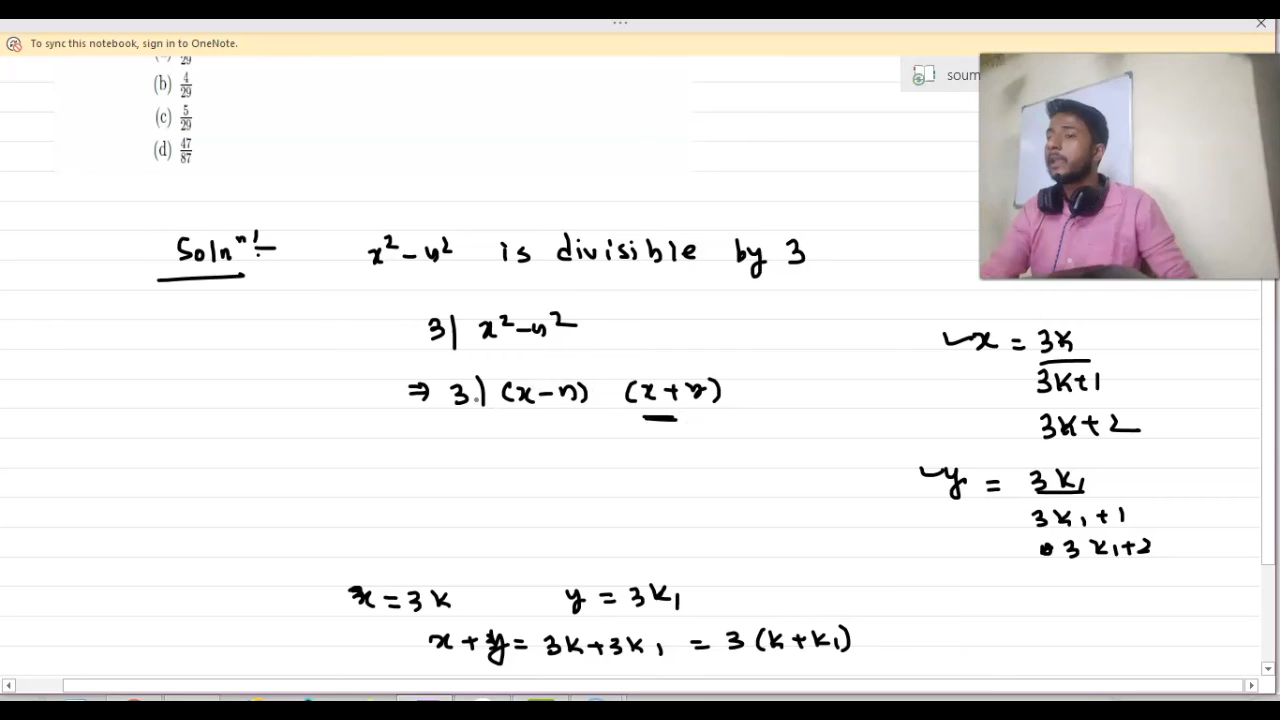 To sync this notebook, sign in to OneNote.
29
(b) 4/29
soum
(c) 5/29
(d) 47/87
Solnⁿ!— x² - y² is divisible by 3
3| x² - y²
⇒ 3| (x - y) (x + y)
x = 3k
3k+1
3k+2
y = 3k₁
3k₁ + 1
3k₁+2
x = 3k y = 3k₁
x + y = 3k + 3k₁ = 3 (k + k₁)